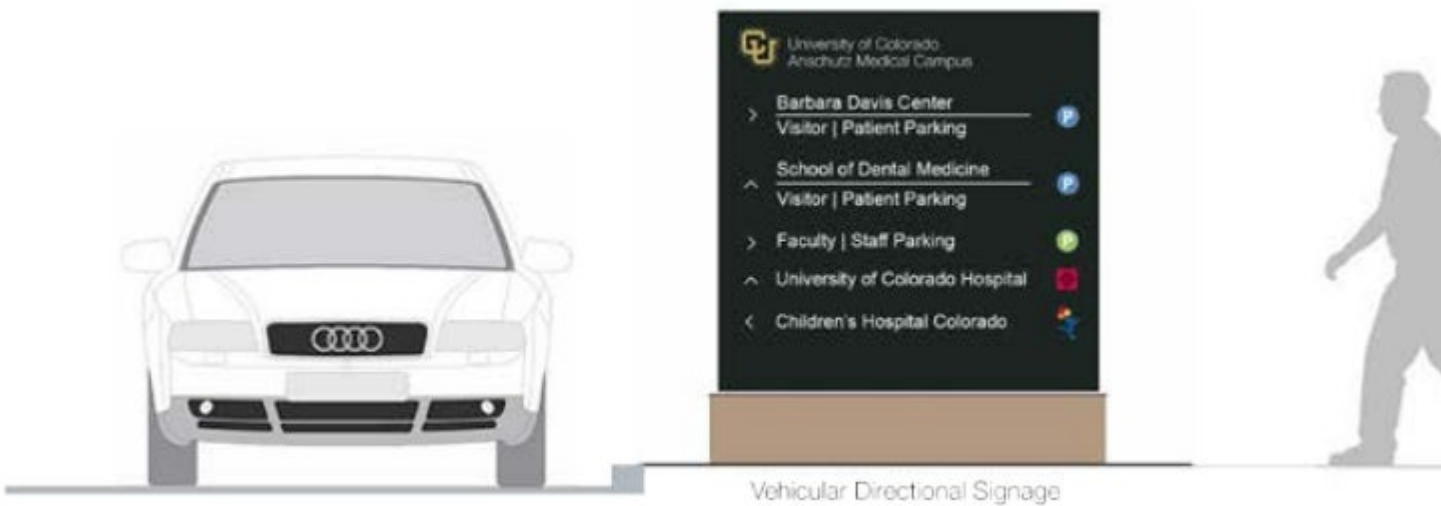 CU University of Colorado
Anschutz Medical Campus
> Barbara Davis Center P
Visitor | Patient Parking
^ School of Dental Medicine P
Visitor | Patient Parking
> Faculty | Staff Parking P
^ University of Colorado Hospital
< Children's Hospital Colorado
Vehicular Directional Signage